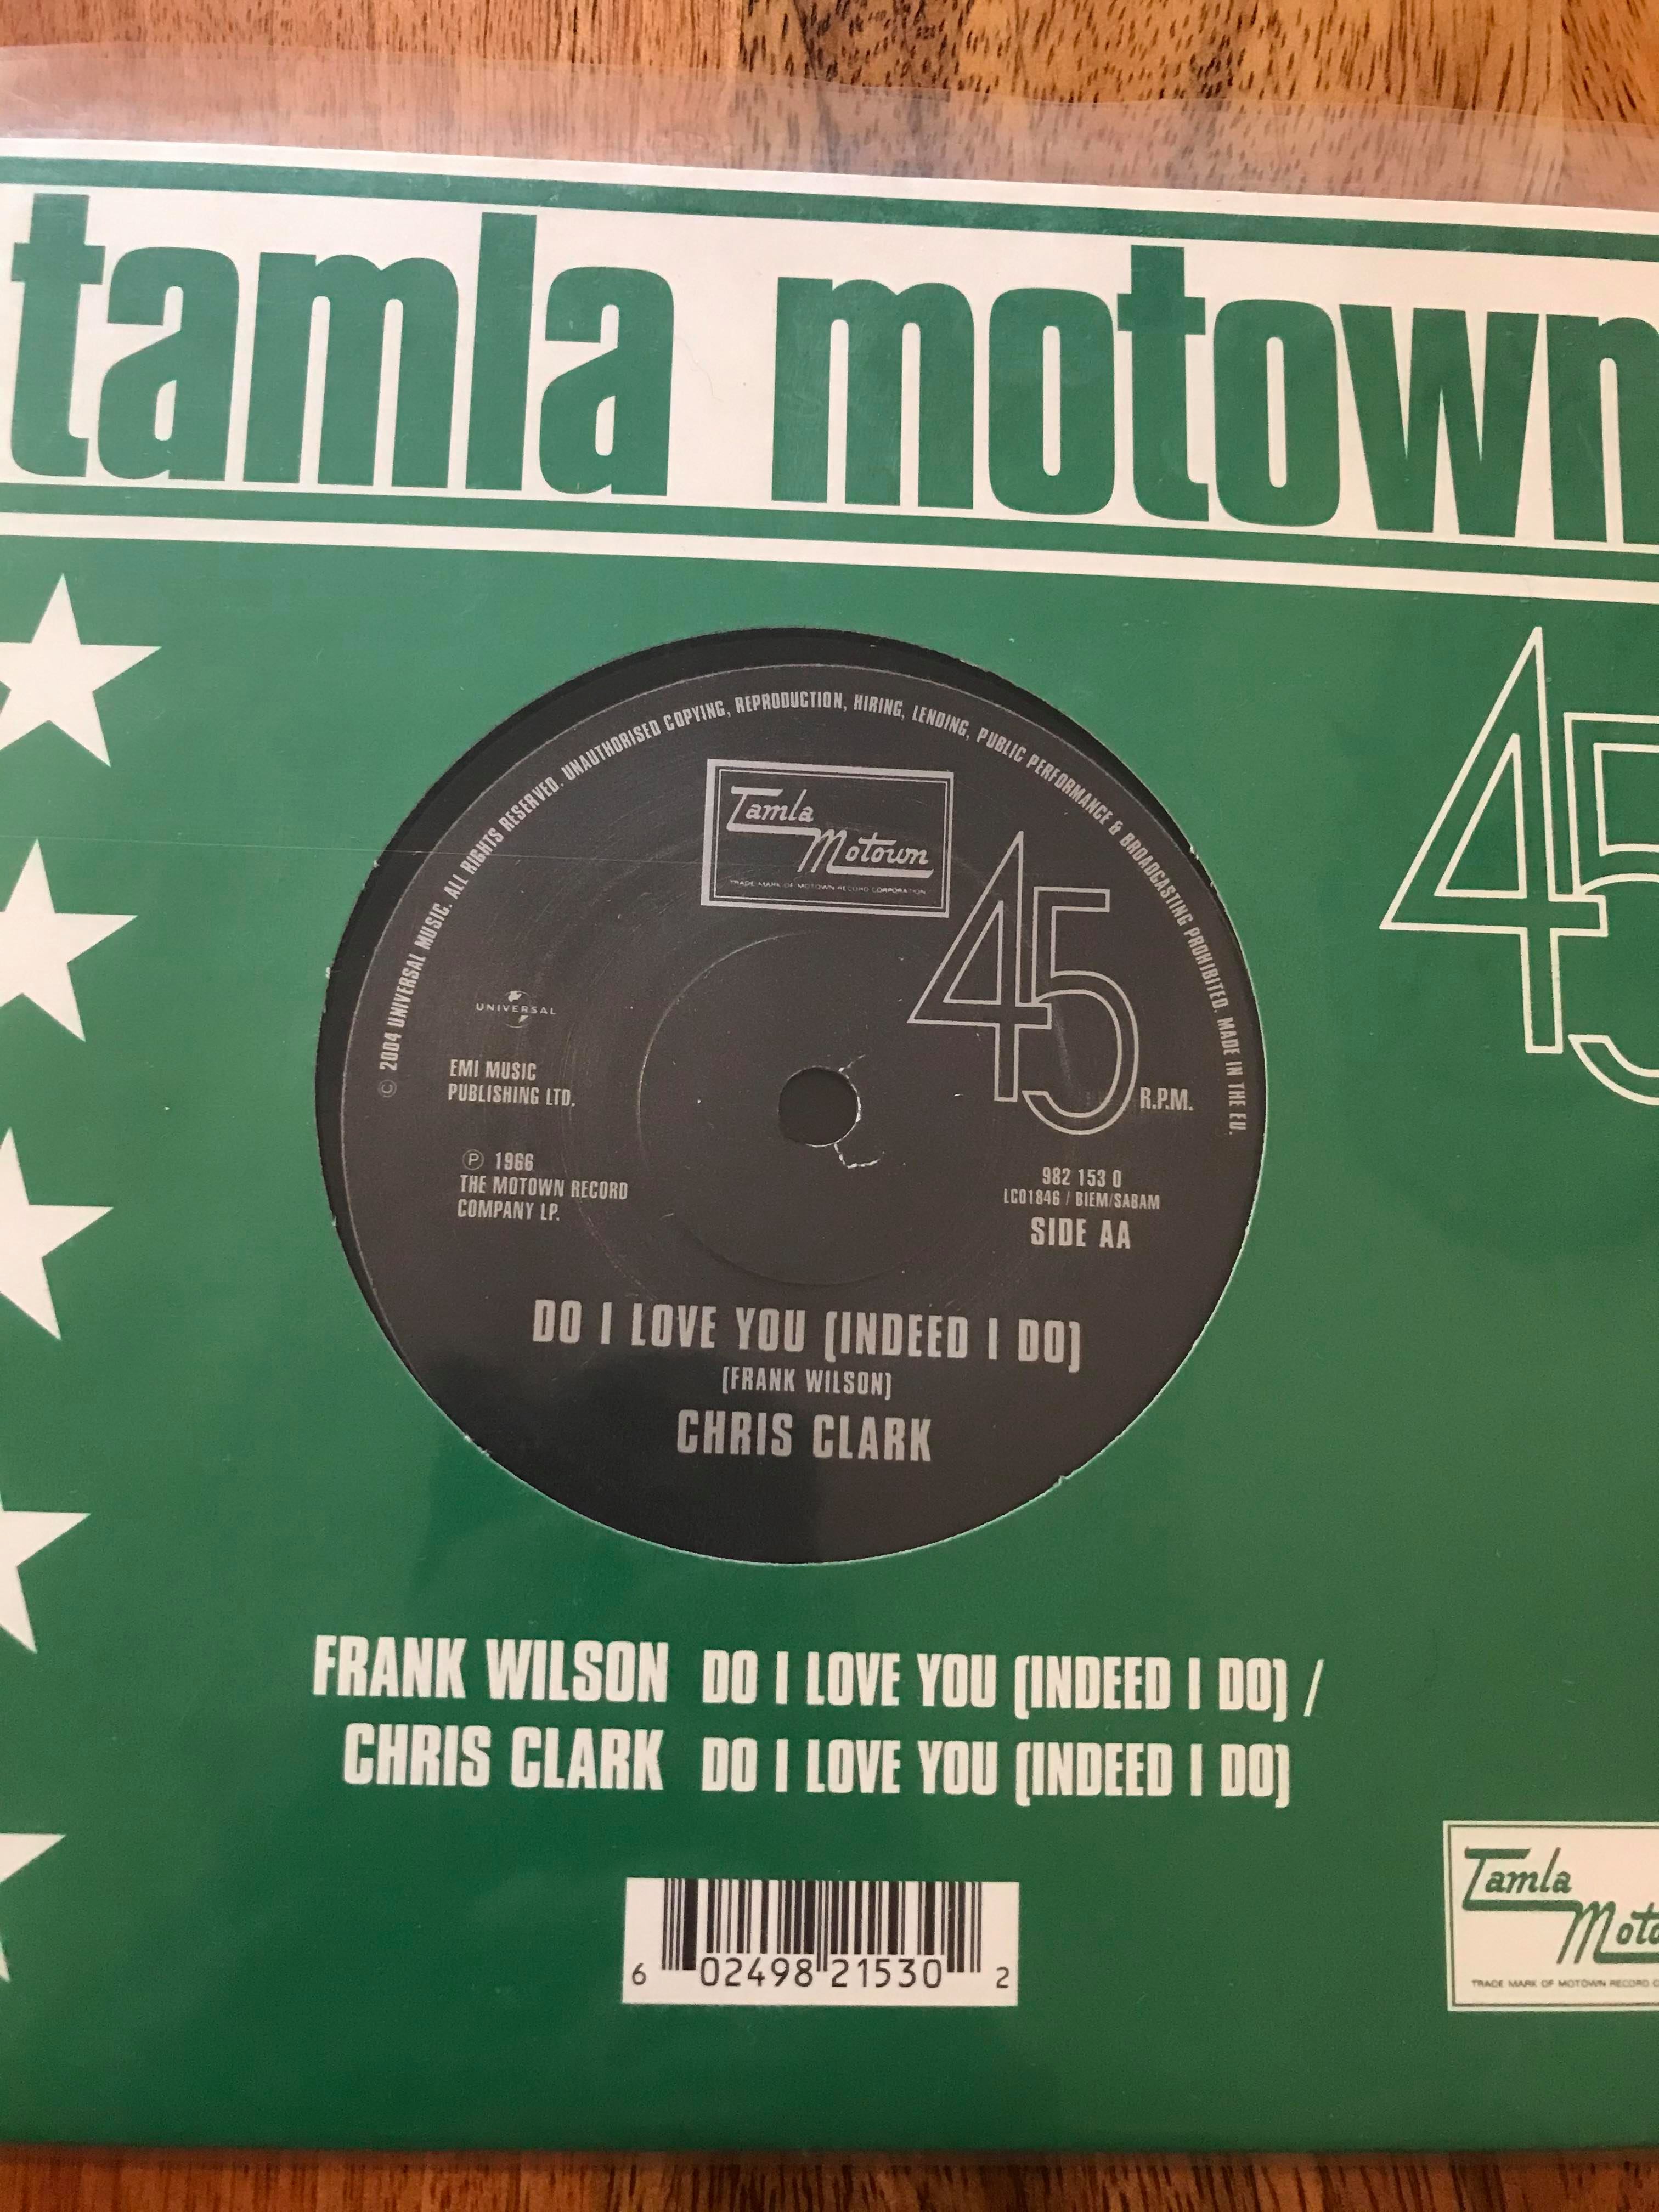 tamla motown
45
© 2004 UNIVERSAL MUSIC. ALL RIGHTS RESERVED. UNAUTHORISED COPYING, REPRODUCTION, HIRING, LENDING, PUBLIC PERFORMANCE & BROADCASTING PROHIBITED. MADE IN THE EU.
Tamla
Motown
TRADE MARK OF MOTOWN RECORD CORPORATION
45
R.P.M.
UNIVERSAL
EMI MUSIC
PUBLISHING LTD.
℗ 1966
THE MOTOWN RECORD
COMPANY LP.
982 153 0
LC01846 / BIEM/SABAM
SIDE AA
DO I LOVE YOU (INDEED I DO)
(FRANK WILSON)
CHRIS CLARK
FRANK WILSON DO I LOVE YOU (INDEED I DO) /
CHRIS CLARK DO I LOVE YOU (INDEED I DO)
6 02498 21530 2
Tamla
Moto
TRADE MARK OF MOTOWN RECORD C